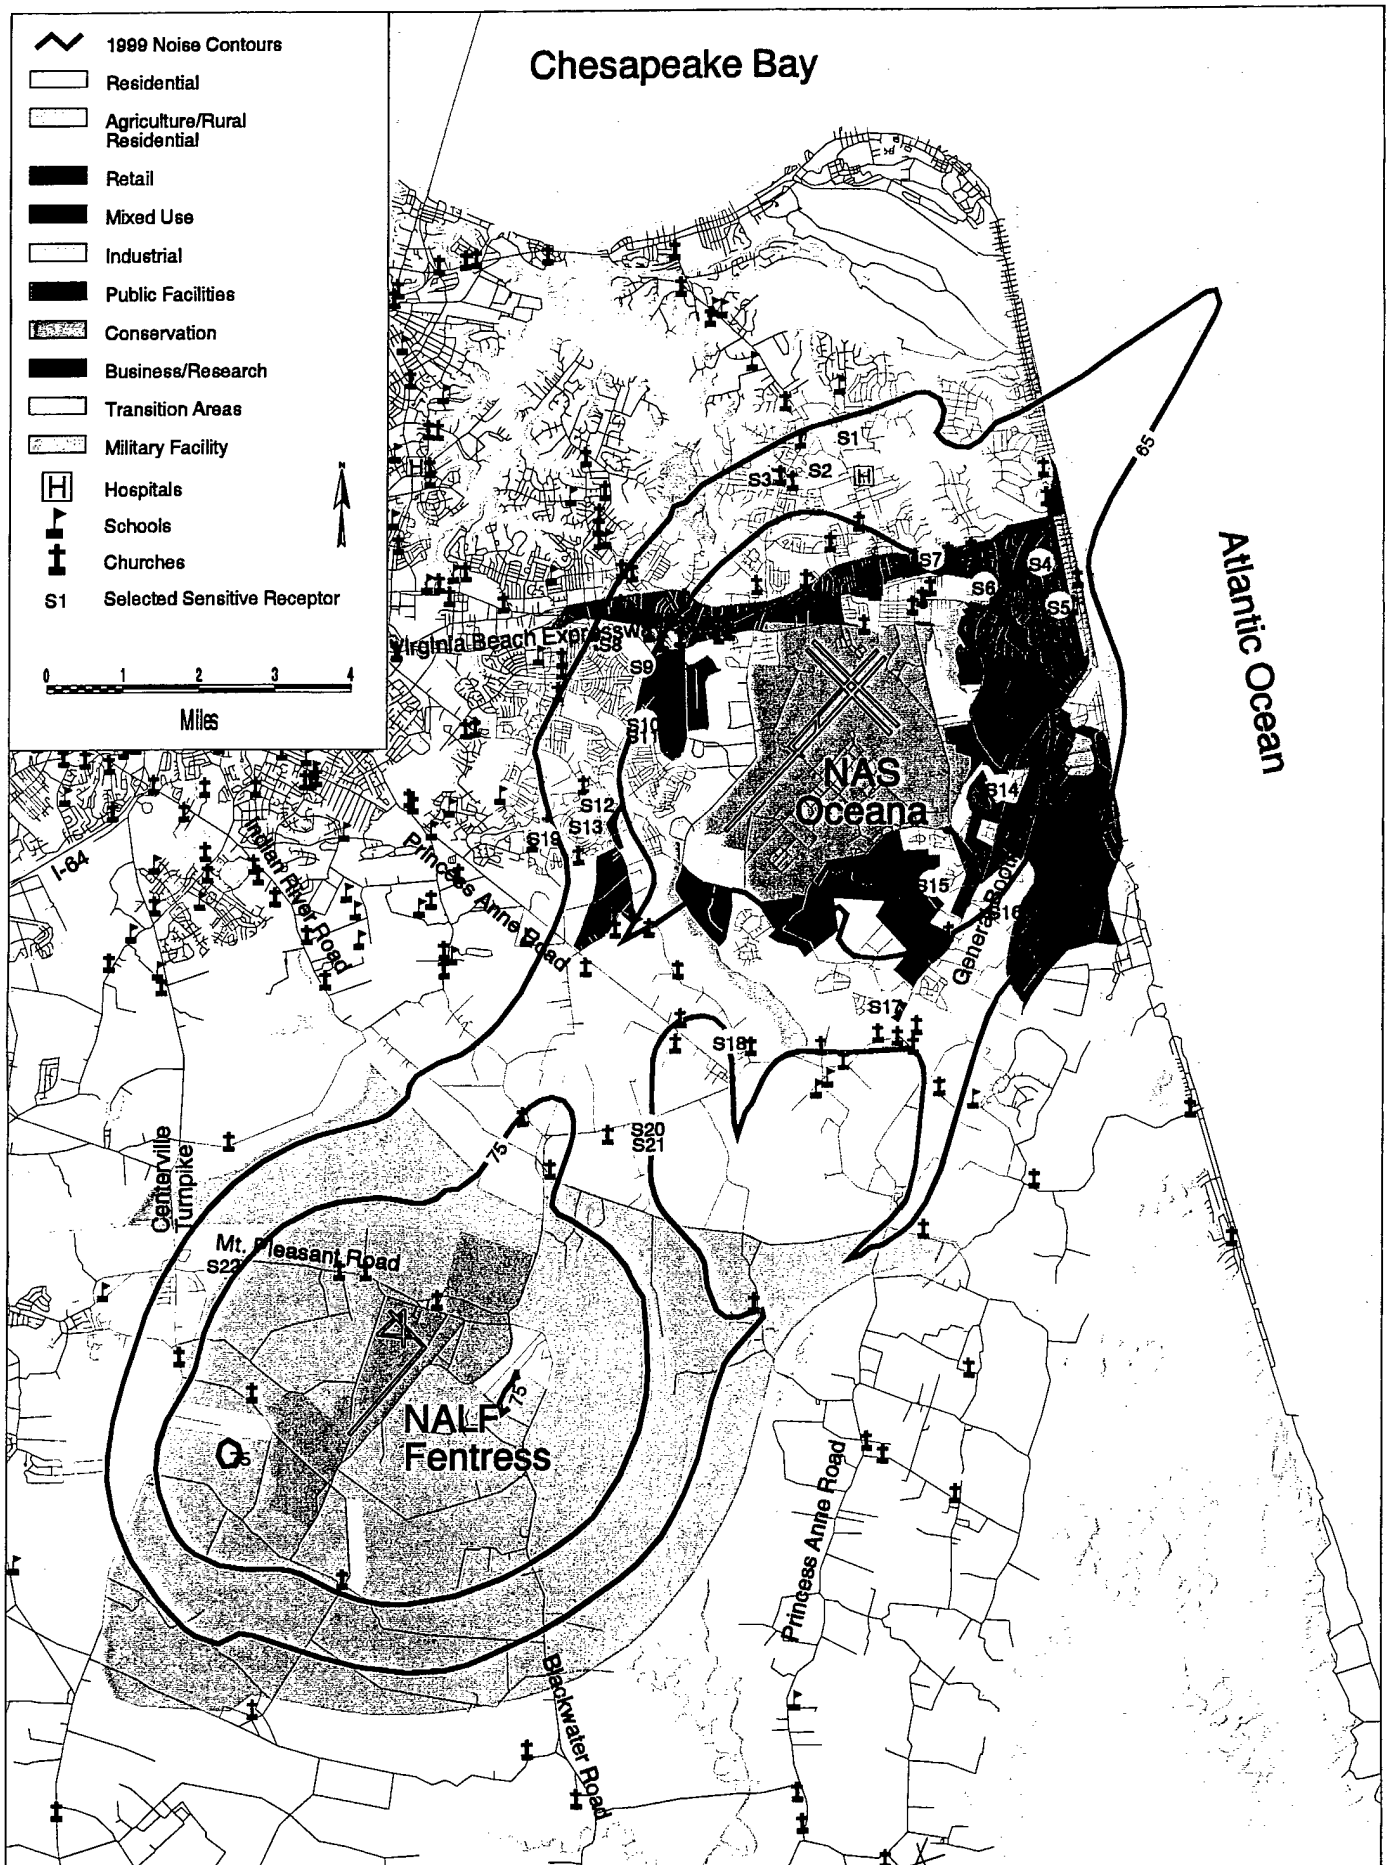 1999 Noise Contours
Residential
Agriculture/Rural
Residential
Retail
Mixed Use
Industrial
Public Facilities
Conservation
Business/Research
Transition Areas
Military Facility
N
H Hospitals
Schools
Churches
S1 Selected Sensitive Receptor
0 1 2 3 4
Miles
Chesapeake Bay
65
Atlantic Ocean
S1
S2
S3
H
H
S4
S5
S6
S7
Virginia Beach Expressway
S8
S9
S10
S11
NAS
Oceana
S12
S13
S14
S19
S15
S16
General Booth
I-64
Indian River Road
Princess Anne Road
S17
S18
S20
S21
75
Centerville
Turnpike
Mt. Pleasant Road
S22
75
NALF
Fentress
75
Princess Anne Road
Blackwater Road